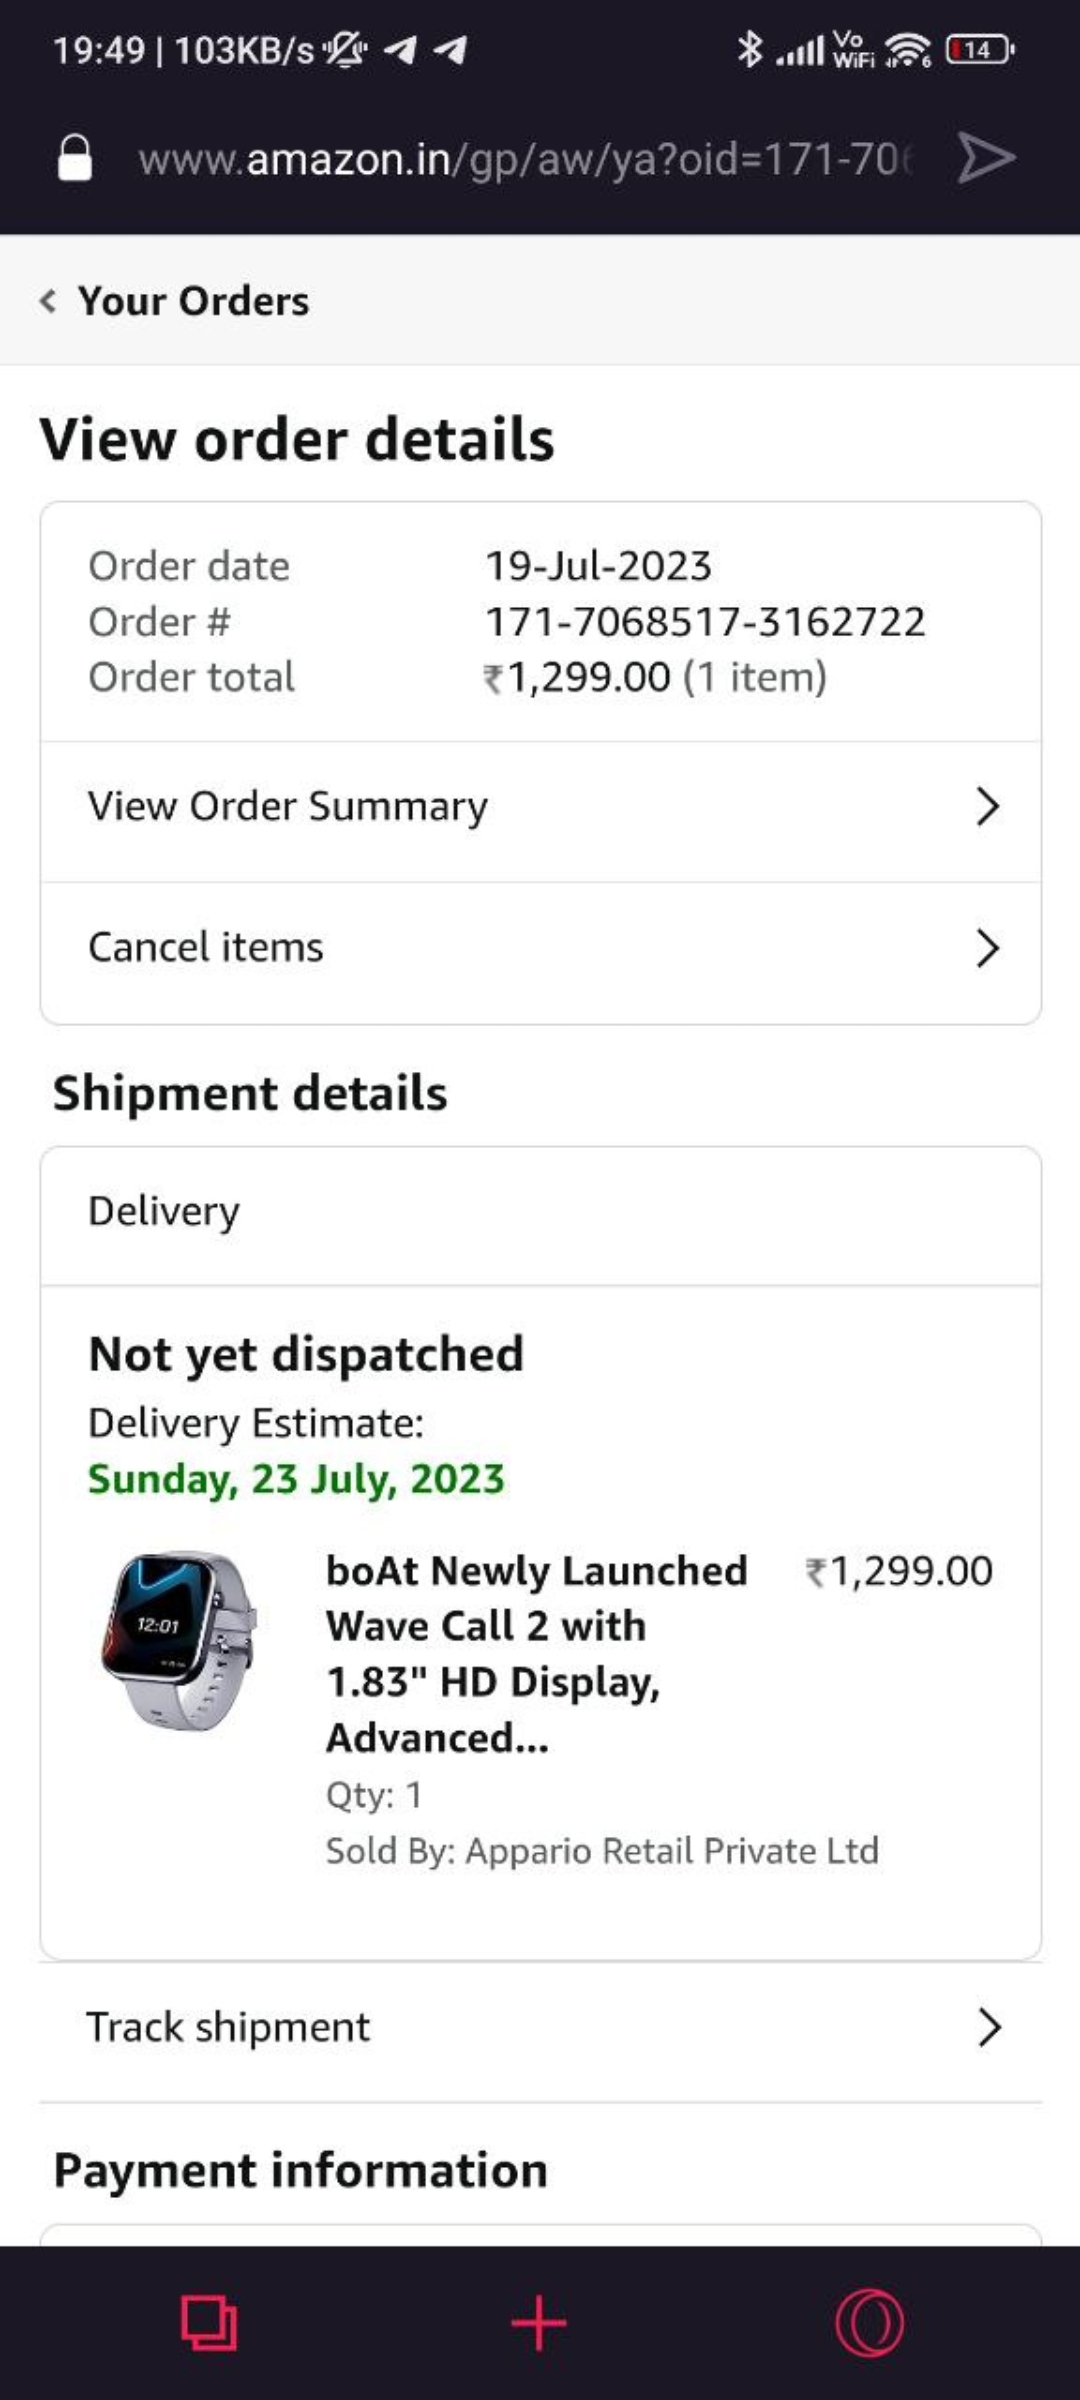 19:49 | 103KB/s Vo WiFi 6 14
www.amazon.in/gp/aw/ya?oid=171-70
Your Orders
View order details
Order date 19-Jul-2023
Order # 171-7068517-3162722
Order total ₹1,299.00 (1 item)
View Order Summary
Cancel items
Shipment details
Delivery
Not yet dispatched
Delivery Estimate:
Sunday, 23 July, 2023
12:01
boAt Newly Launched ₹1,299.00
Wave Call 2 with
1.83" HD Display,
Advanced...
Qty: 1
Sold By: Appario Retail Private Ltd
Track shipment
Payment information